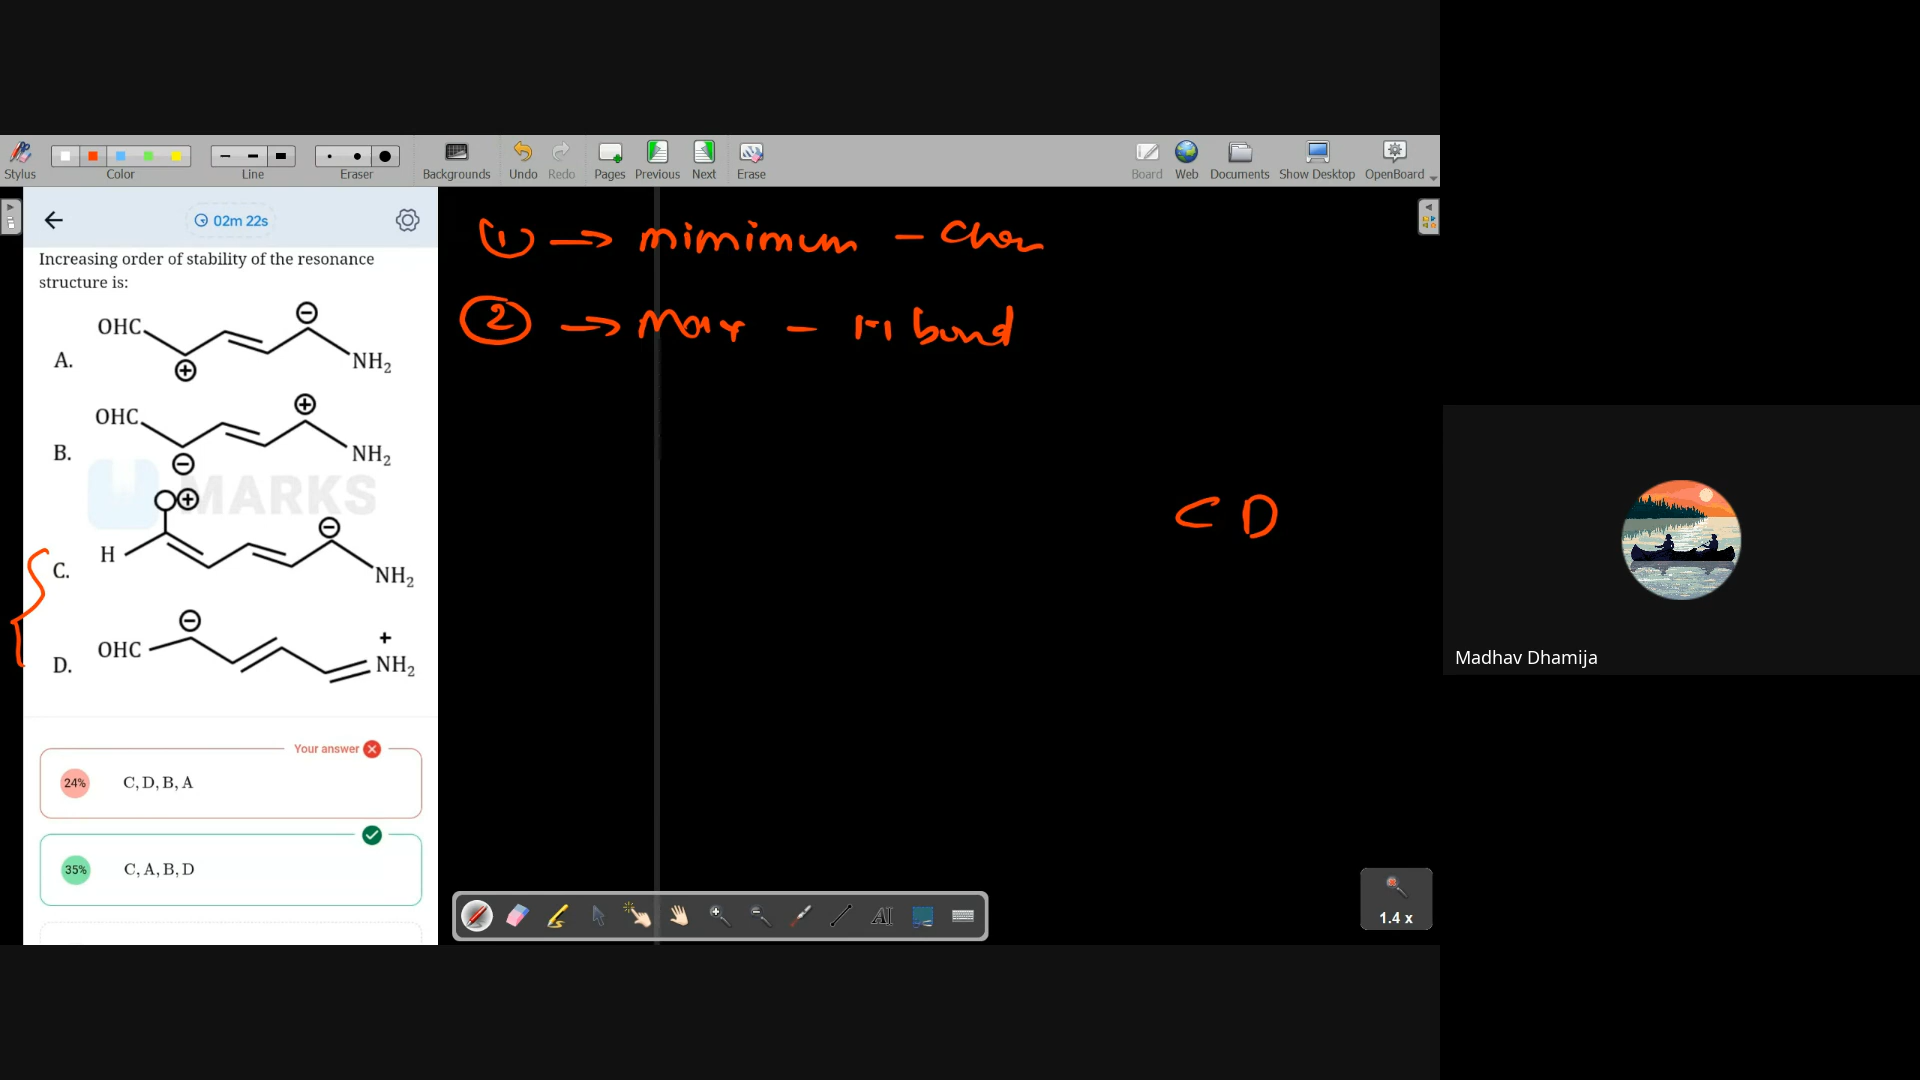 Stylus
Color
Line
Eraser
Backgrounds
Undo
Redo
Pages
Previous
Next
Erase
Board
Web
Documents
Show Desktop
OpenBoard
02m 22s
Increasing order of stability of the resonance
structure is:
A. OHC ⊕ ⊖ NH₂
B. OHC ⊖ ⊕ NH₂
MARKS
C. H O ⊕ ⊖ NH₂
D. OHC ⊖ + NH₂
Your answer
24% C, D, B, A
35% C, A, B, D
① → mimimum –
② → Max – bond
C D
AI
1.4 x
Madhav Dhamija